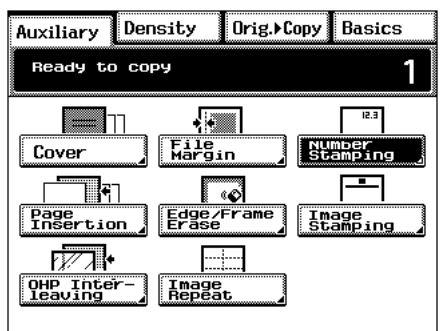 Auxiliary Density Orig.▸Copy Basics
Ready to copy 1
12.3
Cover File Margin Number Stamping
Page Insertion Edge/Frame Erase Image Stamping
OHP Inter-leaving Image Repeat